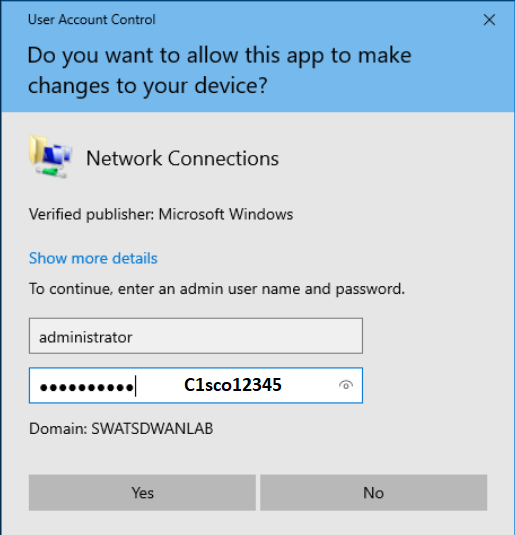 User Account Control
Do you want to allow this app to make
changes to your device?
Network Connections
Verified publisher: Microsoft Windows
Show more details
To continue, enter an admin user name and password.
administrator
●●●●●●●●●● C1sco12345
Domain: SWATSDWANLAB
Yes No